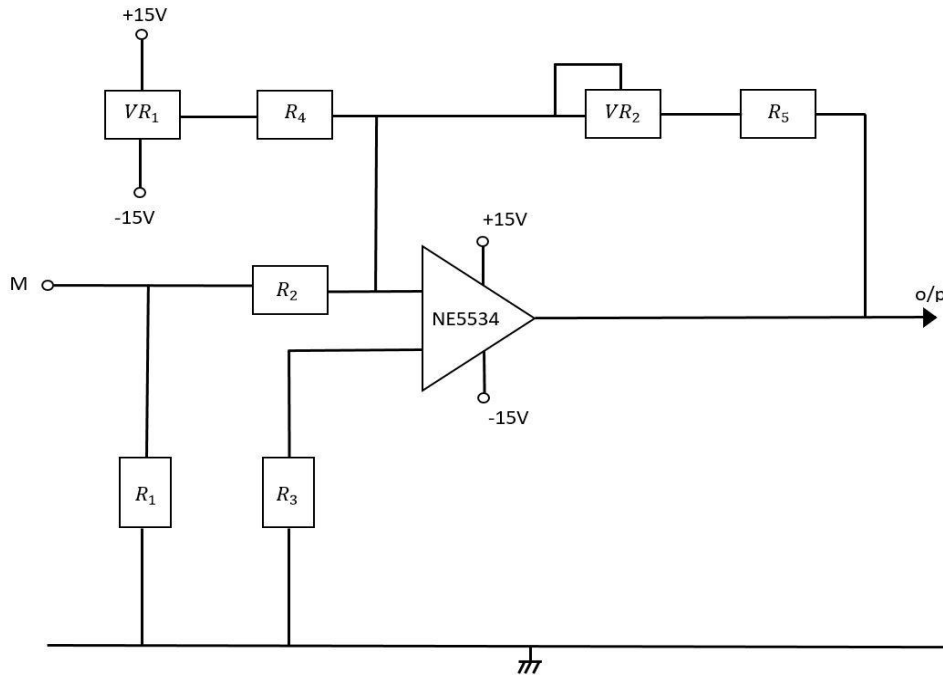 +15V
VR₁
R₄
VR₂
R₅
-15V
+15V
M
R₂
NE5534
o/p
-15V
R₁
R₃